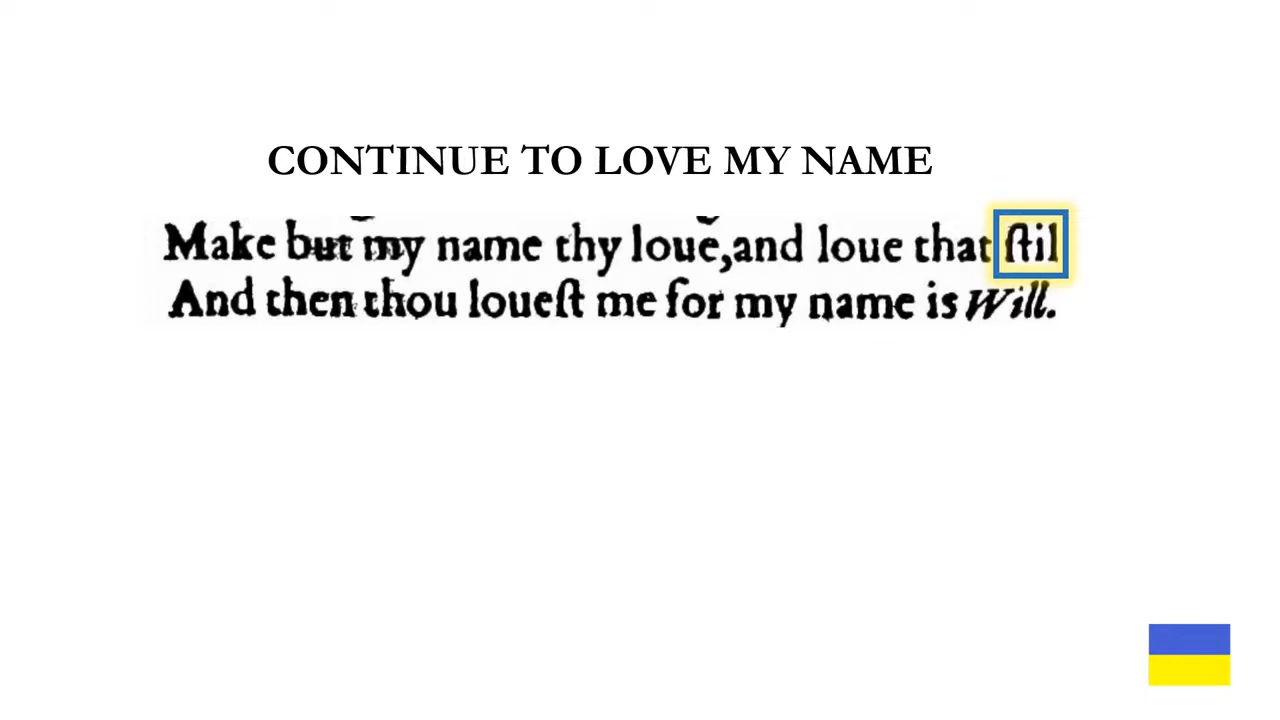 CONTINUE TO LOVE MY NAME
Make but my name thy loue,and loue that ſtil
And then thou loueſt me for my name is Will.